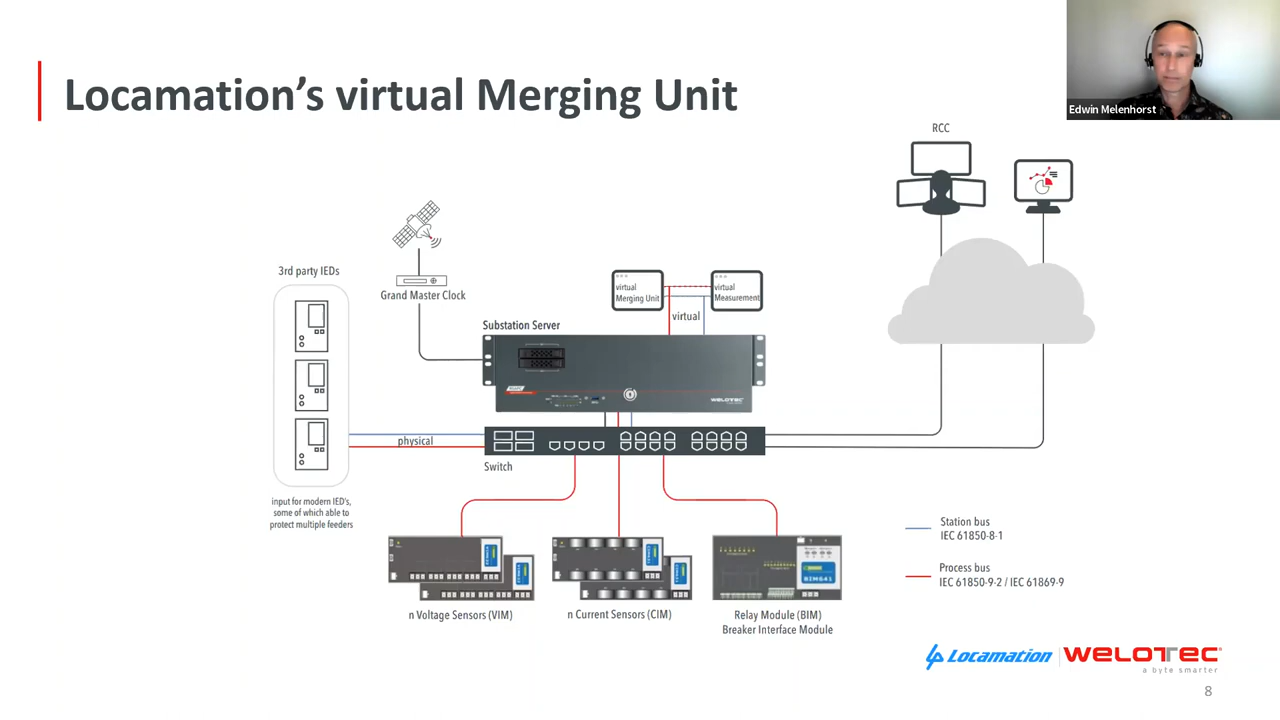 Locamation's virtual Merging Unit
Edwin Melenhorst
RCC
3rd party IEDs
Grand Master Clock
virtual
Merging Unit
virtual
Measurement
virtual
Substation Server
WELOTEC
physical
Switch
input for modern IED's,
some of which able to
protect multiple feeders
Station bus
IEC 61850-8-1
Process bus
IEC 61850-9-2 / IEC 61869-9
BIM641
n Voltage Sensors (VIM)
n Current Sensors (CIM)
Relay Module (BIM)
Breaker Interface Module
Locamation
WELOTEC
a byte smarter
8